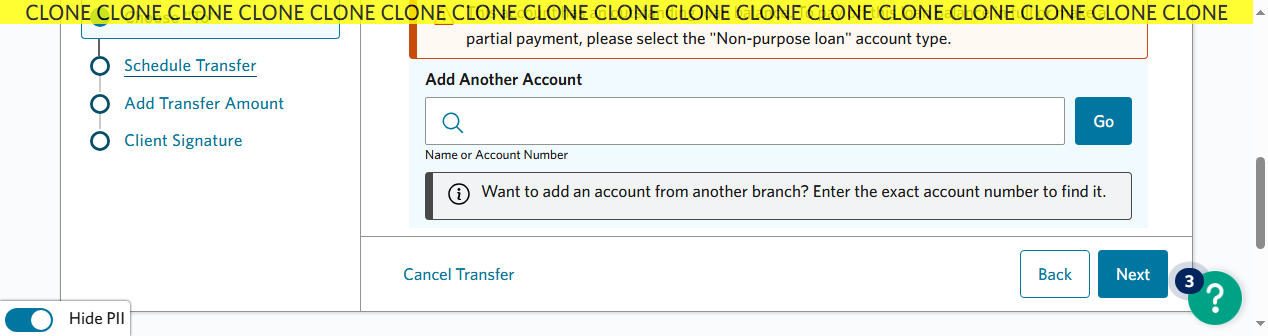 CLONE CLONE CLONE CLONE CLONE CLONE CLONE CLONE CLONE CLONE CLONE CLONE CLONE CLONE CLONE CLONE CLONE
partial payment, please select the "Non-purpose loan" account type.
Schedule Transfer
Add Transfer Amount
Client Signature
Add Another Account
Go
Name or Account Number
Want to add an account from another branch? Enter the exact account number to find it.
Cancel Transfer
Back
Next
3
?
Hide PII